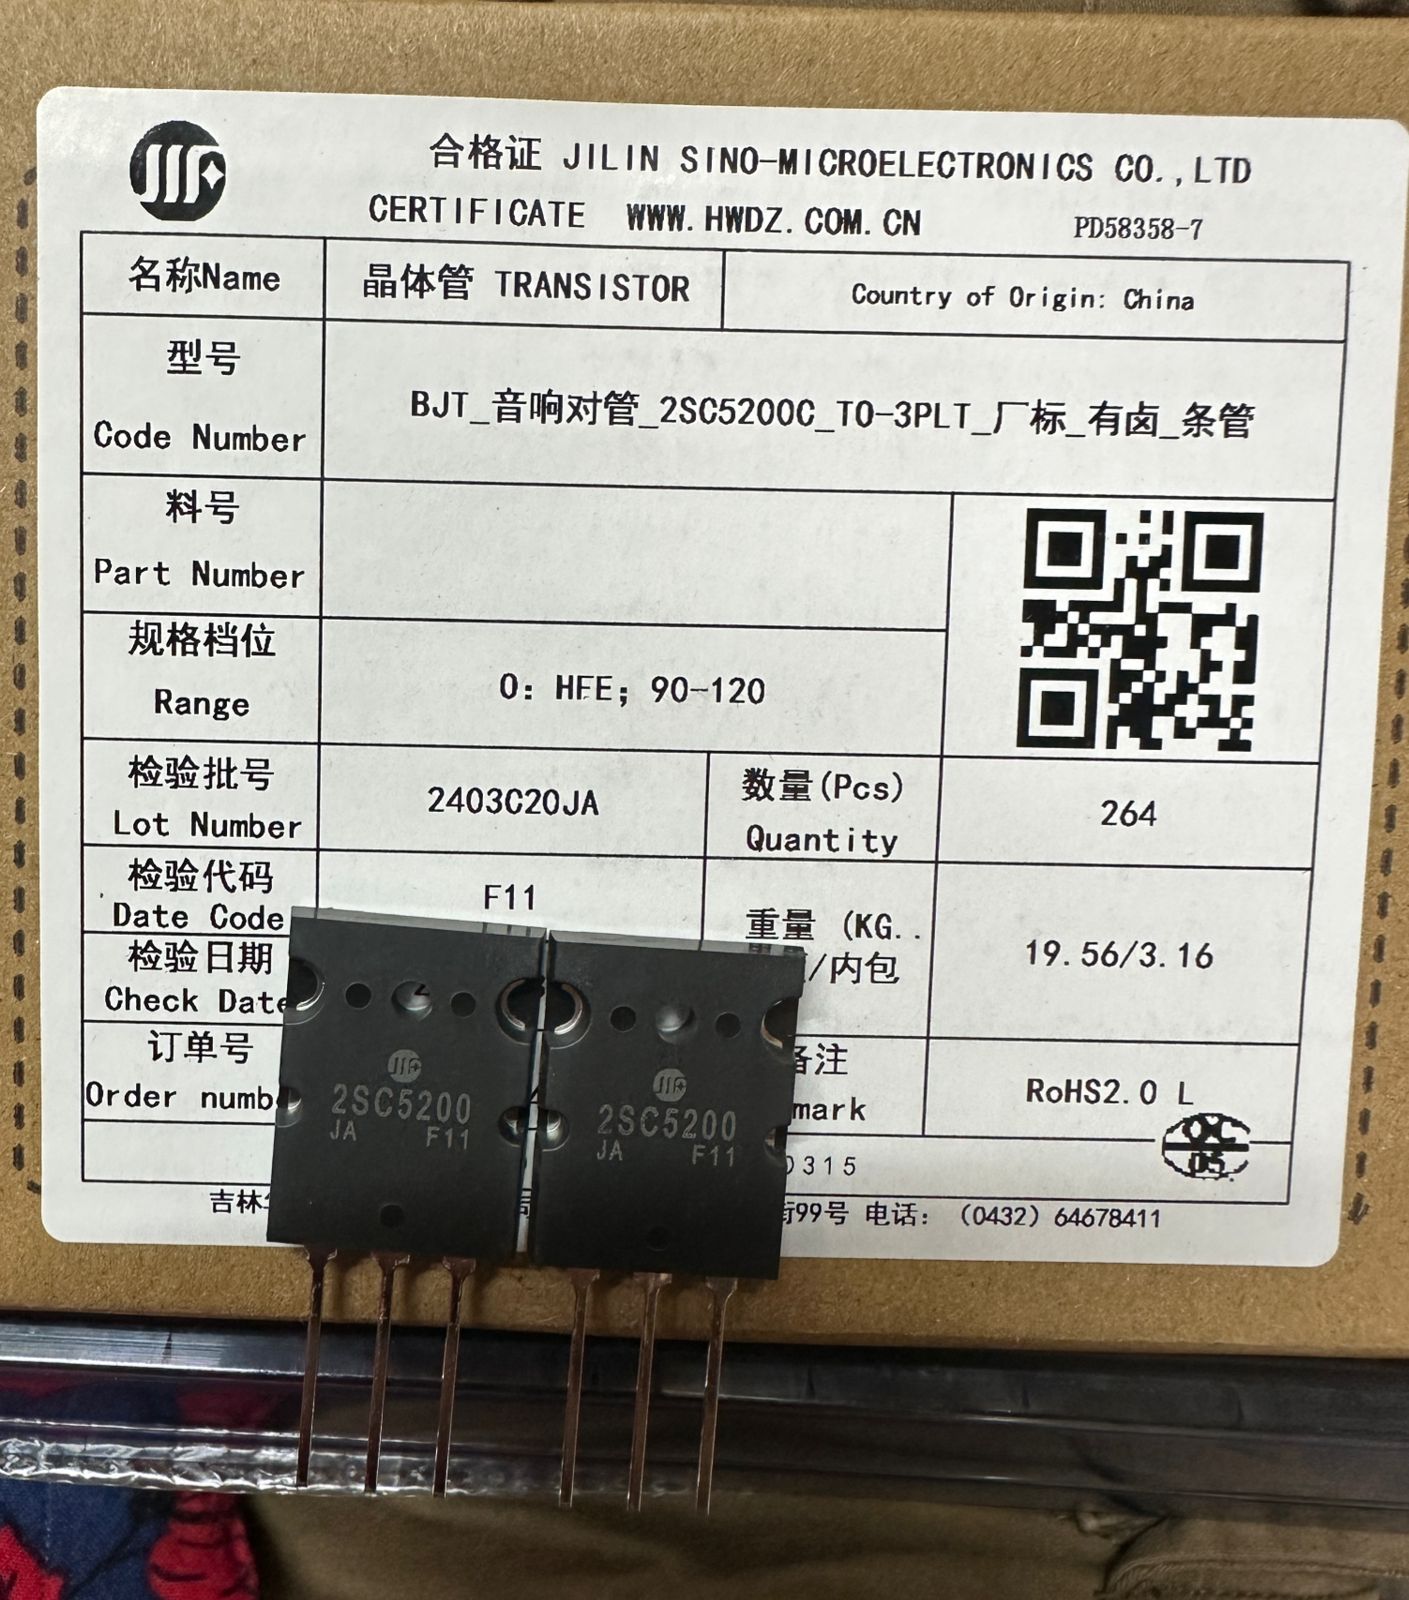 合格证 JILIN SINO-MICROELECTRONICS CO.,LTD
CERTIFICATE WWW.HWDZ.COM.CN PD58358-7
名称Name 晶体管 TRANSISTOR Country of Origin: China
型号
Code Number
BJT_音响对管_2SC5200C_TO-3PLT_厂标_有卤_条管
料号
Part Number
规格档位
Range
O: HFE; 90-120
检验批号
Lot Number
2403C20JA
数量(Pcs)
Quantity
264
检验代码
Date Code
F11
重量 (KG..
/内包
19.56/3.16
检验日期
Check Date
订单号
Order numb
备注
mark
RoHS2.0 L
QC
05
0315
吉林 街99号 电话: (0432) 64678411
2SC5200
JA F11
2SC5200
JA F11